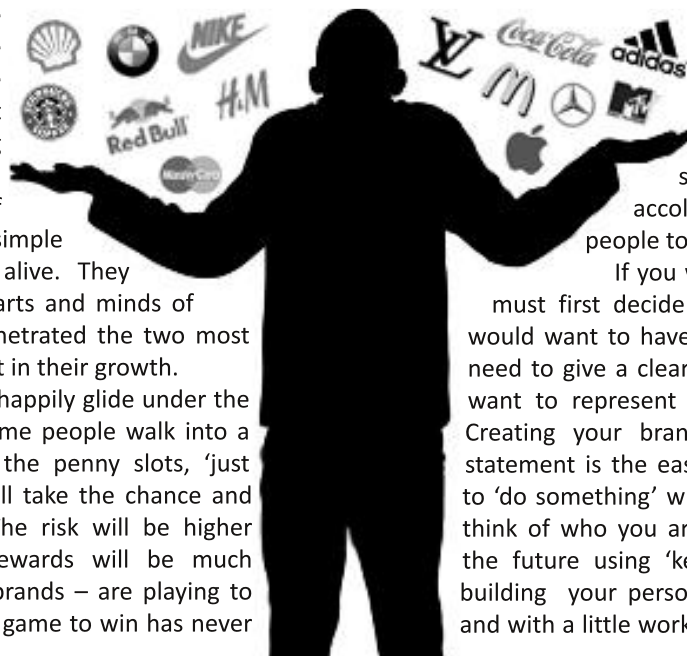 NIKE
H&M
Red Bull
MasterCard
LV
Coca-Cola
adidas
simple
alive. They
arts and minds of
netrated the two most
t in their growth.
happily glide under the
me people walk into a
the penny slots, ‘just
ll take the chance and
he risk will be higher
ewards will be much
brands – are playing to
game to win has never
s
accol
people to
If you
must first decide
would want to have
need to give a clear
want to represent
Creating your bran
statement is the eas
to ‘do something’ w
think of who you ar
the future using ‘ke
building your perso
and with a little work